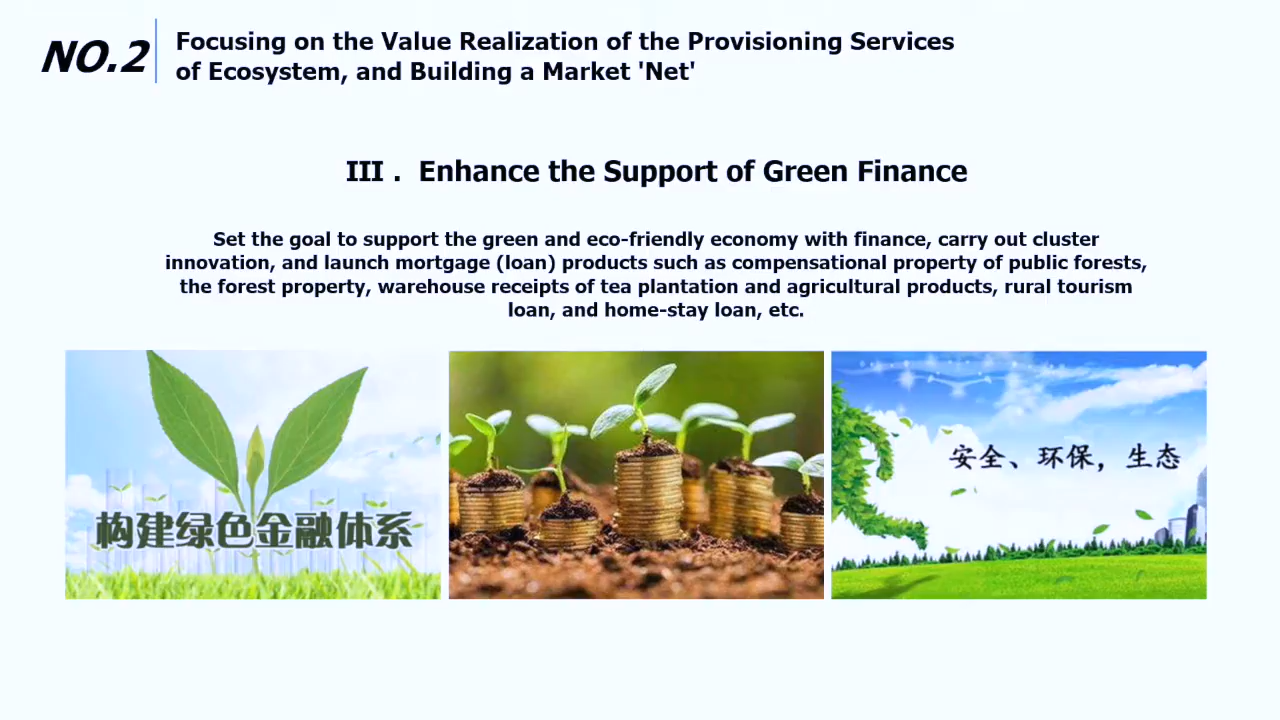 NO.2
Focusing on the Value Realization of the Provisioning Services
of Ecosystem, and Building a Market 'Net'
III . Enhance the Support of Green Finance
Set the goal to support the green and eco-friendly economy with finance, carry out cluster
innovation, and launch mortgage (loan) products such as compensational property of public forests,
the forest property, warehouse receipts of tea plantation and agricultural products, rural tourism
loan, and home-stay loan, etc.
构建绿色金融体系
安全、环保，生态